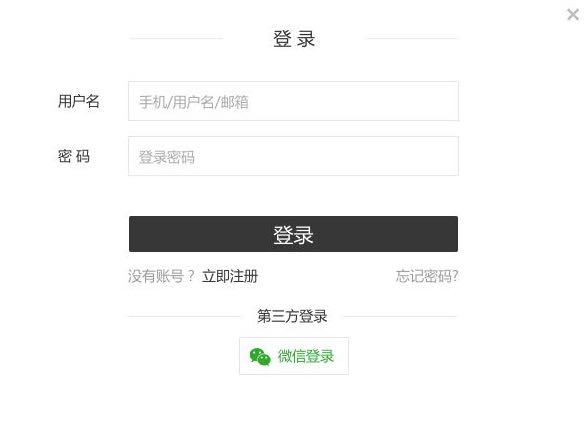 登 录
用户名 手机/用户名/邮箱
密 码 登录密码
登录
没有账号？ 立即注册 忘记密码?
第三方登录
微信登录